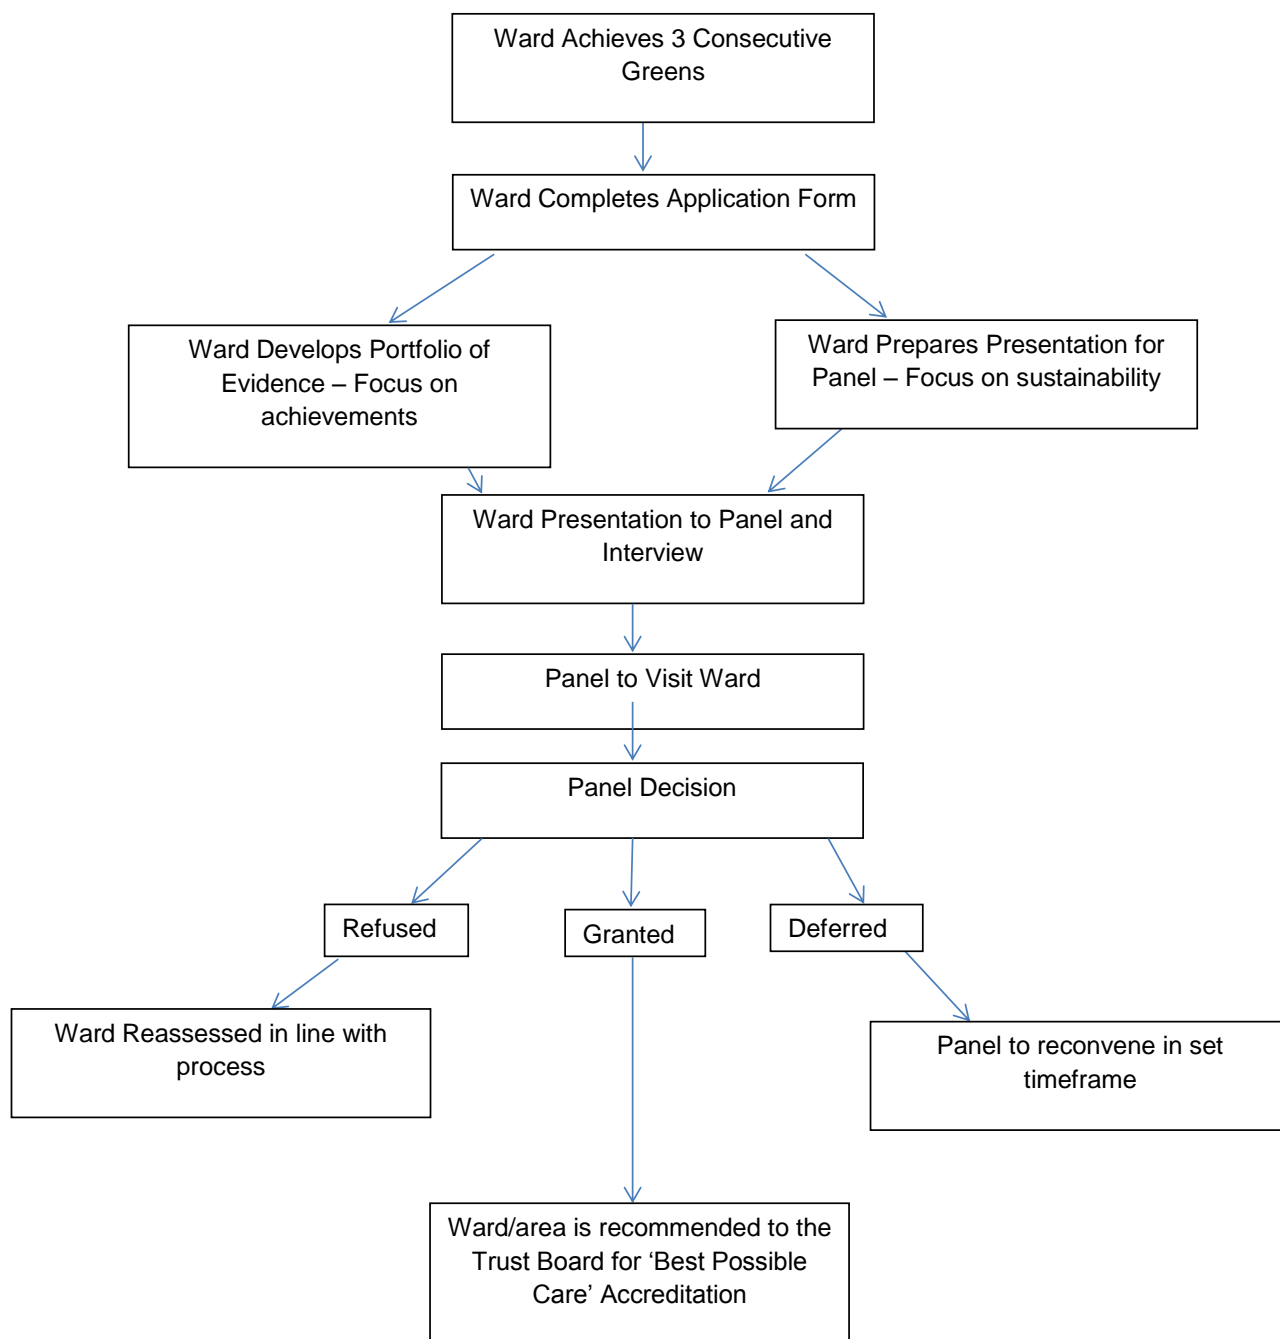 Ward Achieves 3 Consecutive
Greens
Ward Completes Application Form
Ward Develops Portfolio of
Evidence – Focus on
achievements
Ward Prepares Presentation for
Panel – Focus on sustainability
Ward Presentation to Panel and
Interview
Panel to Visit Ward
Panel Decision
Refused
Granted
Deferred
Ward Reassessed in line with
process
Panel to reconvene in set
timeframe
Ward/area is recommended to the
Trust Board for ‘Best Possible
Care’ Accreditation